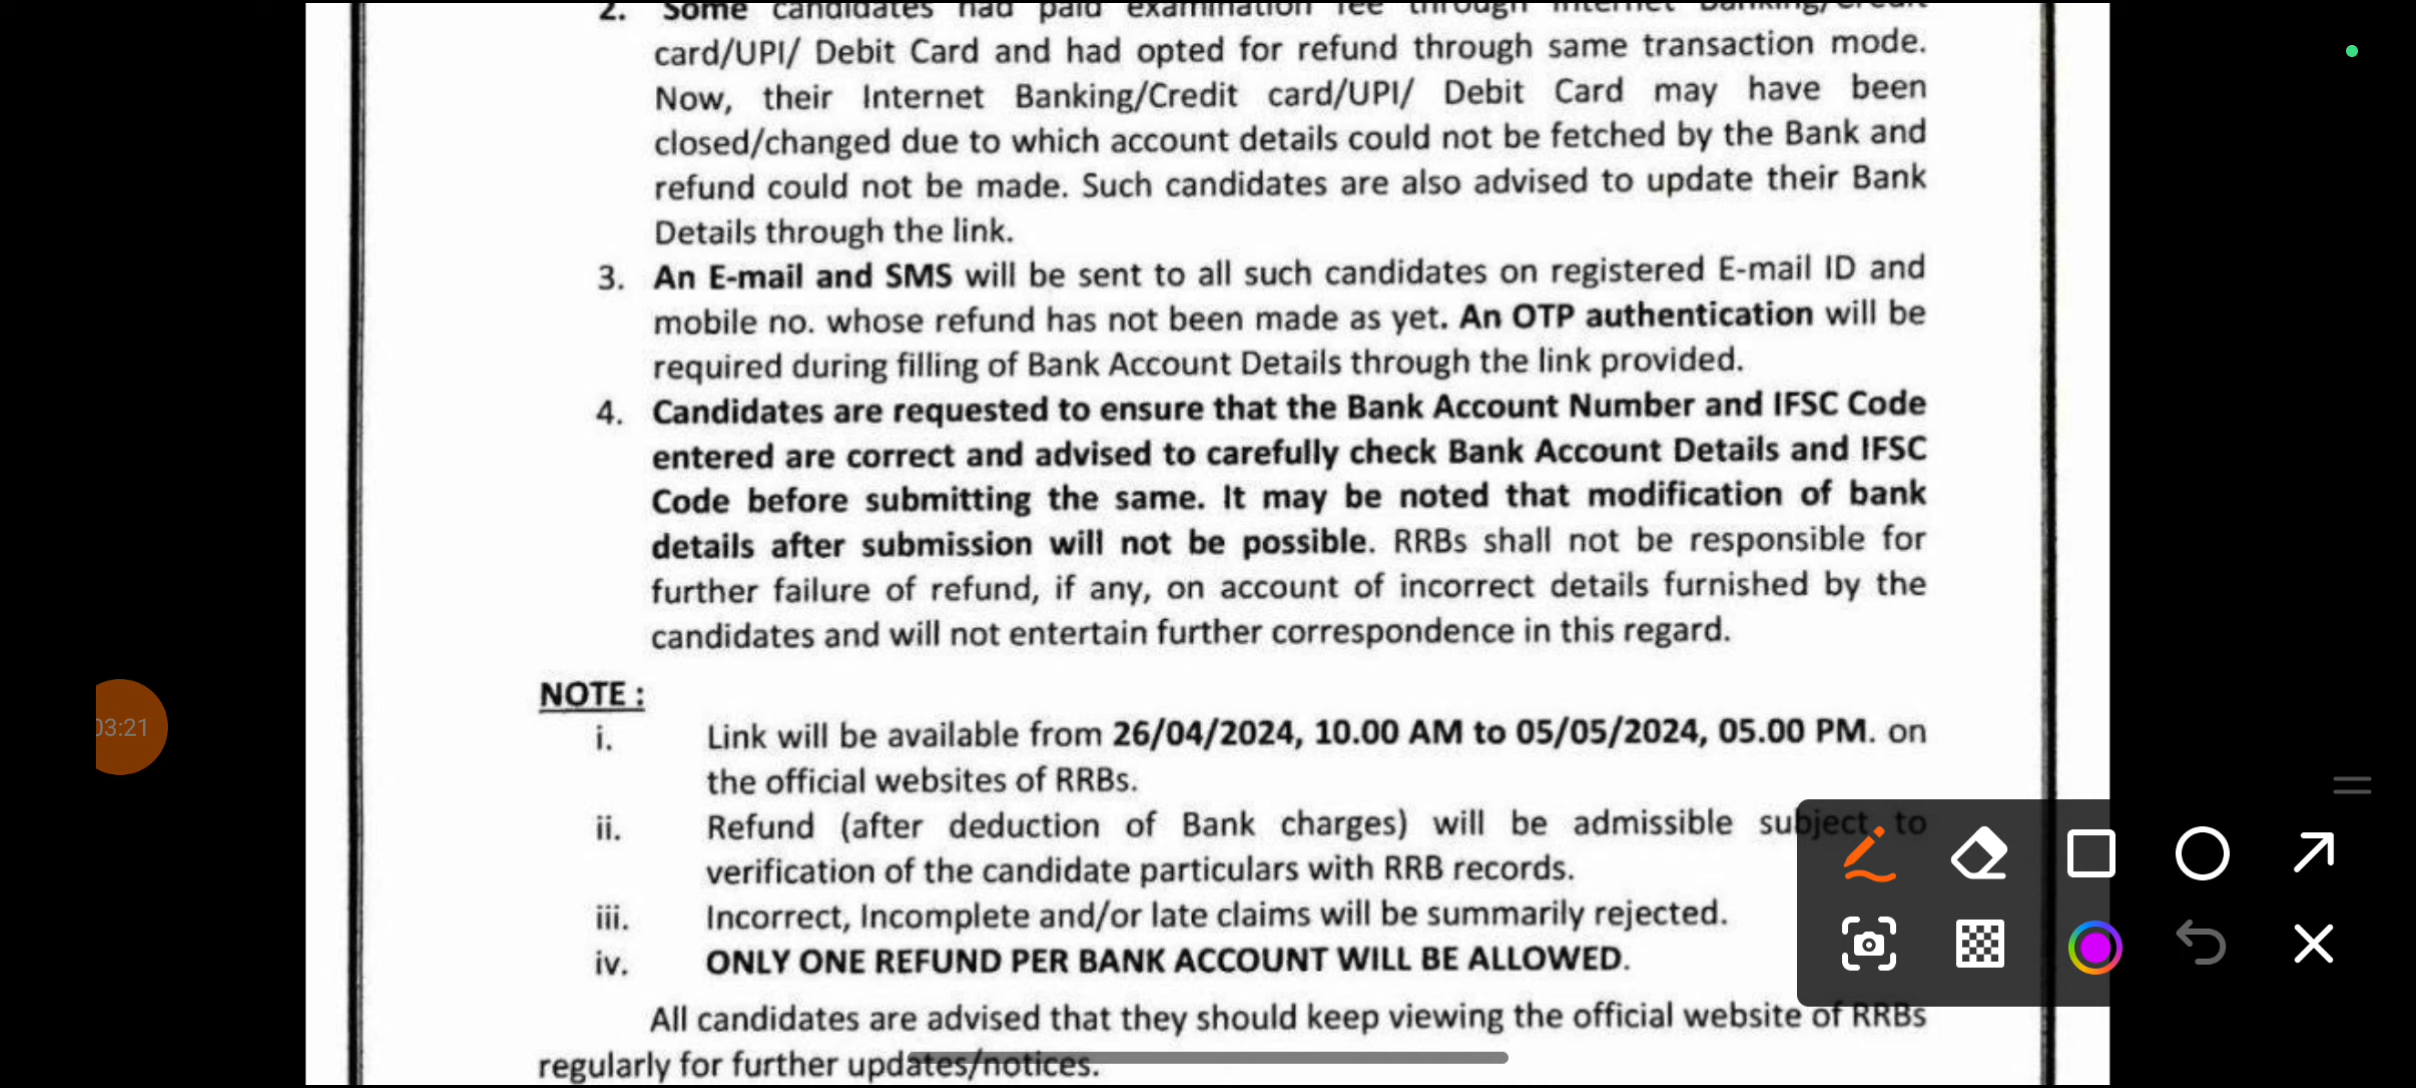 2. Some candidates had paid examination fee through Internet Banking/Credit
card/UPI/ Debit Card and had opted for refund through same transaction mode.
Now, their Internet Banking/Credit card/UPI/ Debit Card may have been
closed/changed due to which account details could not be fetched by the Bank and
refund could not be made. Such candidates are also advised to update their Bank
Details through the link.
3. An E-mail and SMS will be sent to all such candidates on registered E-mail ID and
mobile no. whose refund has not been made as yet. An OTP authentication will be
required during filling of Bank Account Details through the link provided.
4. Candidates are requested to ensure that the Bank Account Number and IFSC Code
entered are correct and advised to carefully check Bank Account Details and IFSC
Code before submitting the same. It may be noted that modification of bank
details after submission will not be possible. RRBs shall not be responsible for
further failure of refund, if any, on account of incorrect details furnished by the
candidates and will not entertain further correspondence in this regard.
NOTE :
03:21
i. Link will be available from 26/04/2024, 10.00 AM to 05/05/2024, 05.00 PM. on
the official websites of RRBs.
ii. Refund (after deduction of Bank charges) will be admissible subject to
verification of the candidate particulars with RRB records.
iii. Incorrect, Incomplete and/or late claims will be summarily rejected.
iv. ONLY ONE REFUND PER BANK ACCOUNT WILL BE ALLOWED.
All candidates are advised that they should keep viewing the official website of RRBs
regularly for further updates/notices.